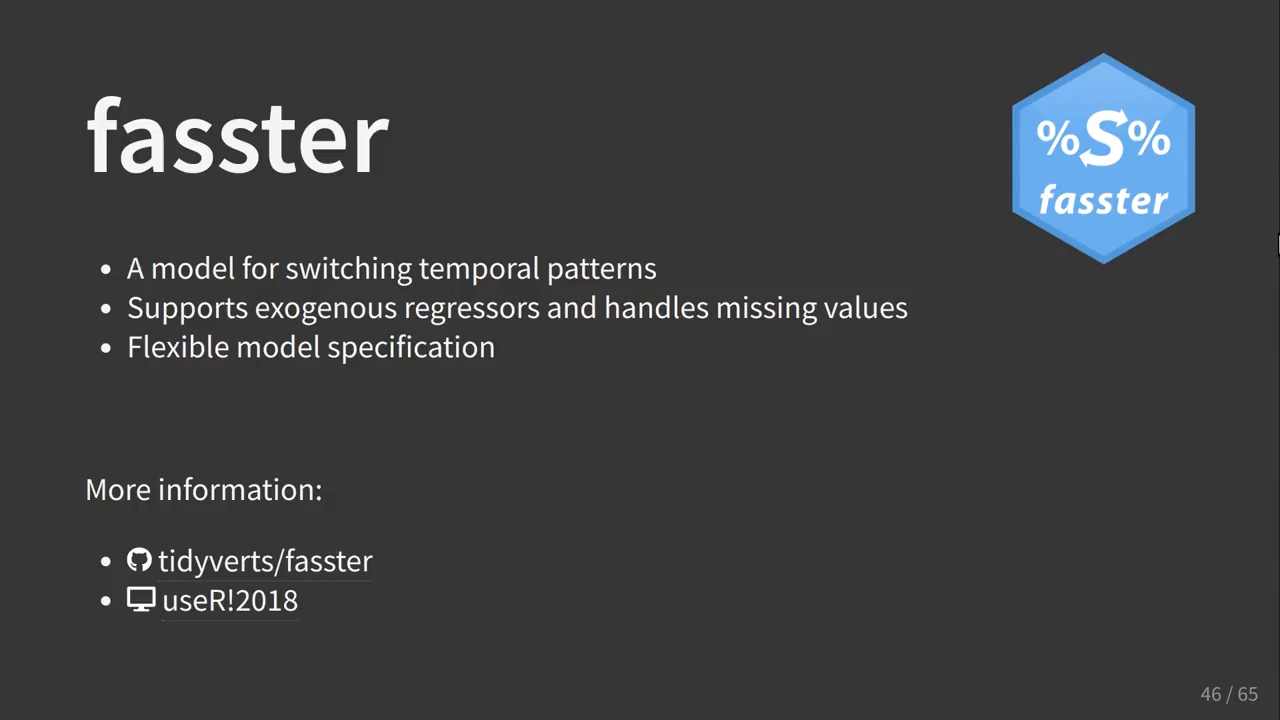 fasster
%S%
fasster
A model for switching temporal patterns
Supports exogenous regressors and handles missing values
Flexible model specification
More information:
tidyverts/fasster
useR!2018
46 / 65